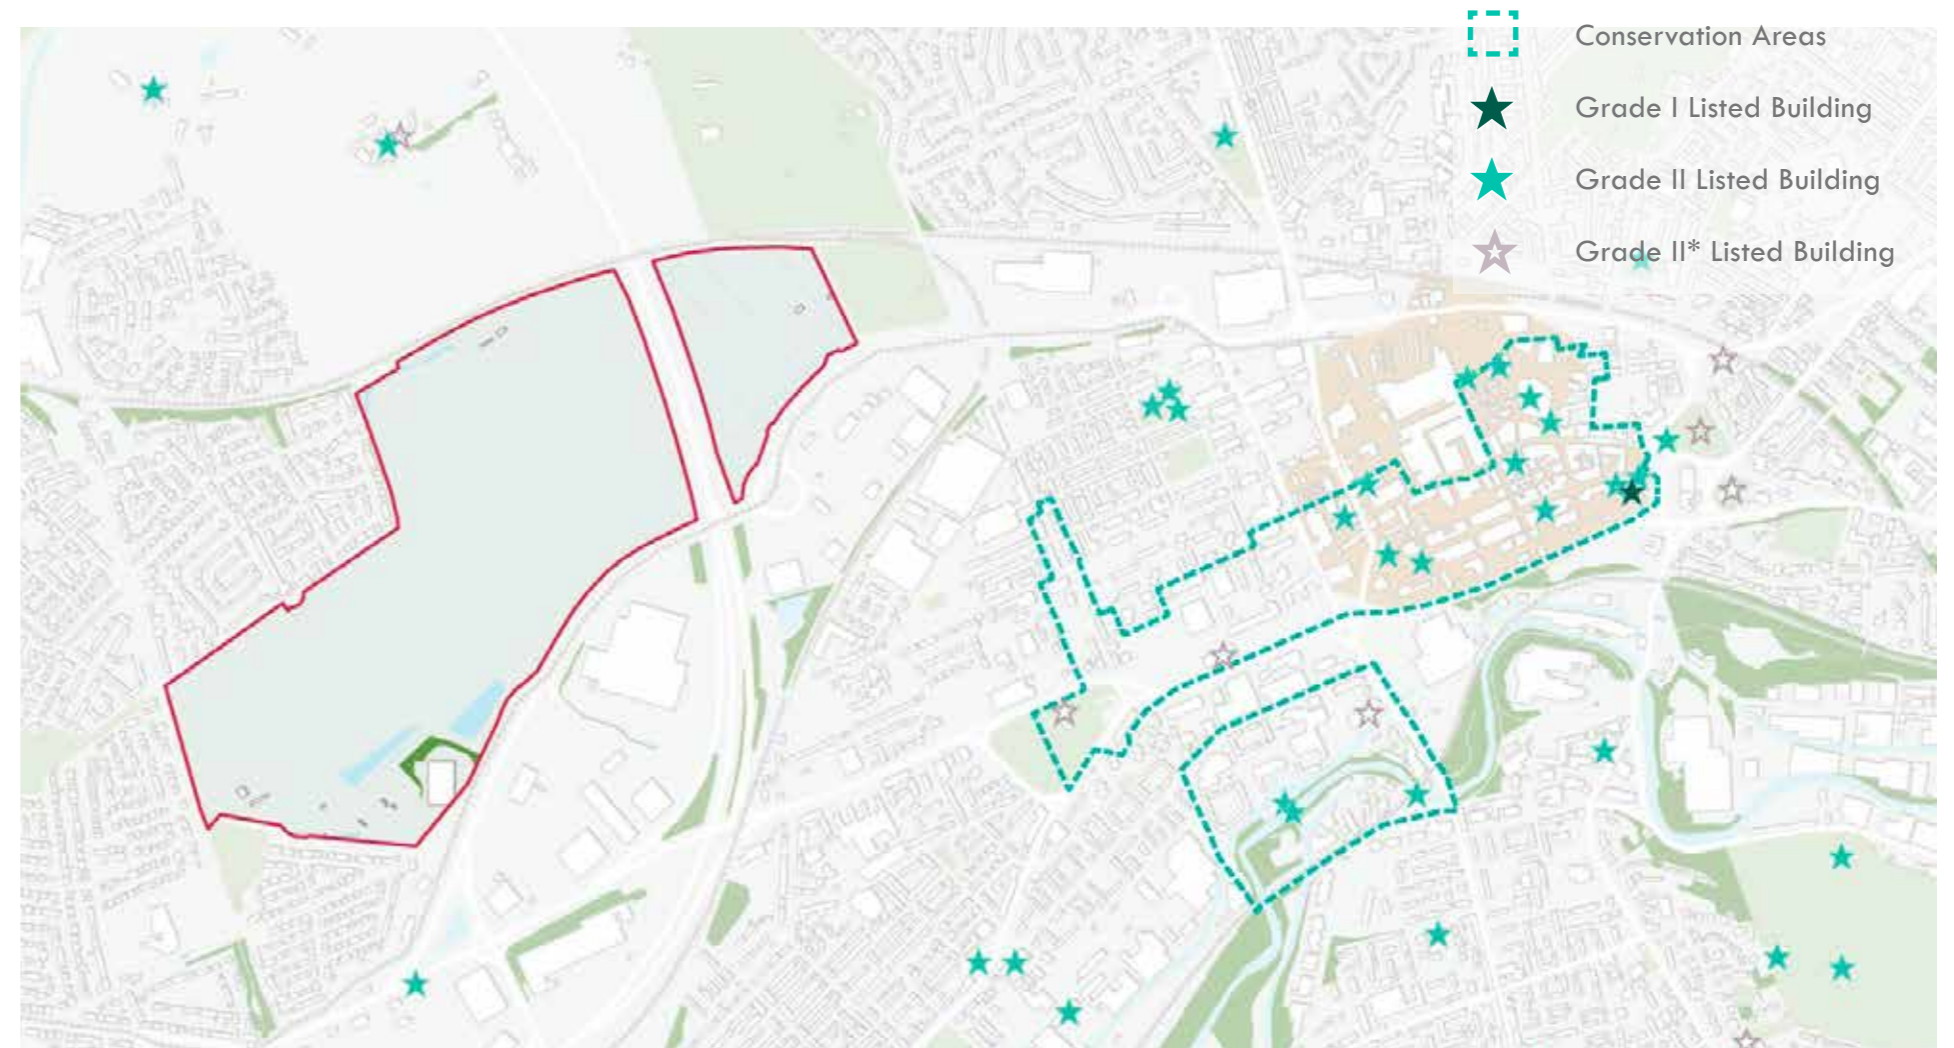 Conservation Areas
Grade I Listed Building
Grade II Listed Building
Grade II* Listed Building